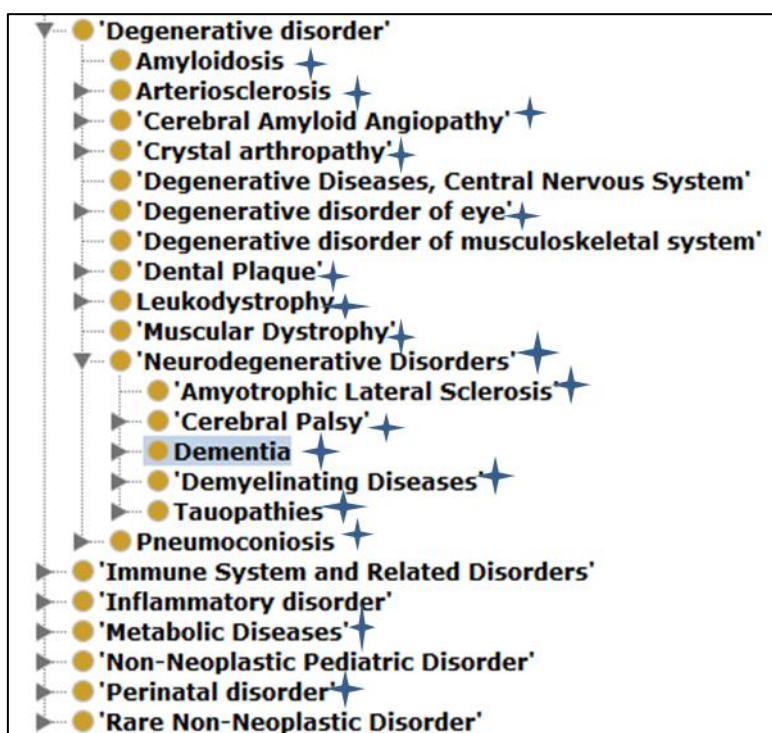 'Degenerative disorder'
Amyloidosis
Arteriosclerosis
'Cerebral Amyloid Angiopathy'
'Crystal arthropathy'
'Degenerative Diseases, Central Nervous System'
'Degenerative disorder of eye'
'Degenerative disorder of musculoskeletal system'
'Dental Plaque'
Leukodystrophy
'Muscular Dystrophy'
'Neurodegenerative Disorders'
'Amyotrophic Lateral Sclerosis'
'Cerebral Palsy'
Dementia
'Demyelinating Diseases'
Tauopathies
Pneumoconiosis
'Immune System and Related Disorders'
'Inflammatory disorder'
'Metabolic Diseases'
'Non-Neoplastic Pediatric Disorder'
'Perinatal disorder'
'Rare Non-Neoplastic Disorder'